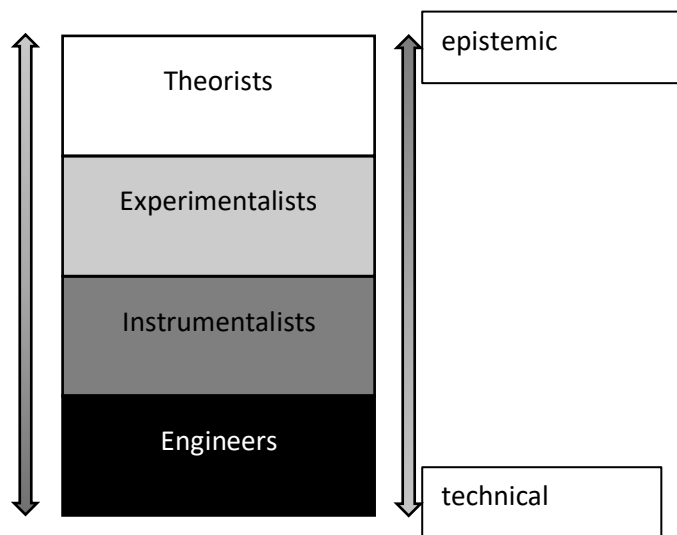 epistemic
Theorists
Experimentalists
Instrumentalists
Engineers
technical